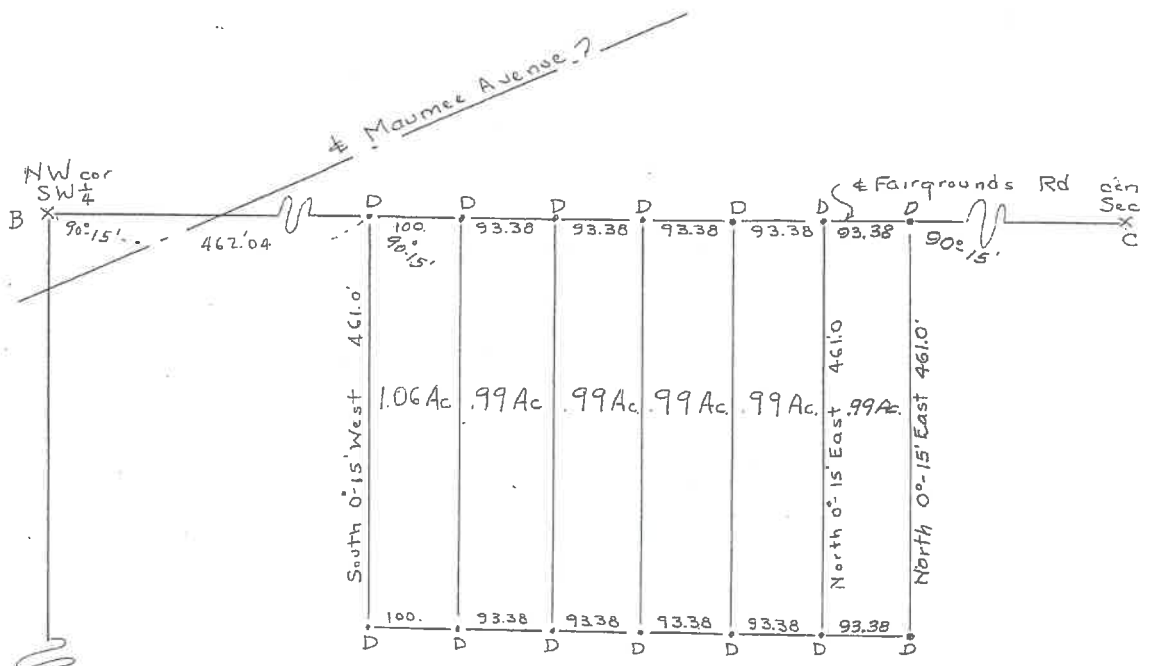 ℄ Maumee Avenue ?
NW cor
SW 1/4
B
90°-15'
462.04
D D D D D D D
100. 93.38 93.38 93.38 93.38 93.38
90°-15'
℄ Fairgrounds Rd
90°-15'
cen
Sec
C
South 0°-15' West 461.0'
1.06 Ac. .99 Ac. .99 Ac. .99 Ac. .99 Ac. .99 Ac.
North 0°-15' East 461.0
North 0°-15' East 461.0'
100. 93.38 93.38 93.38 93.38 93.38
D D D D D D D